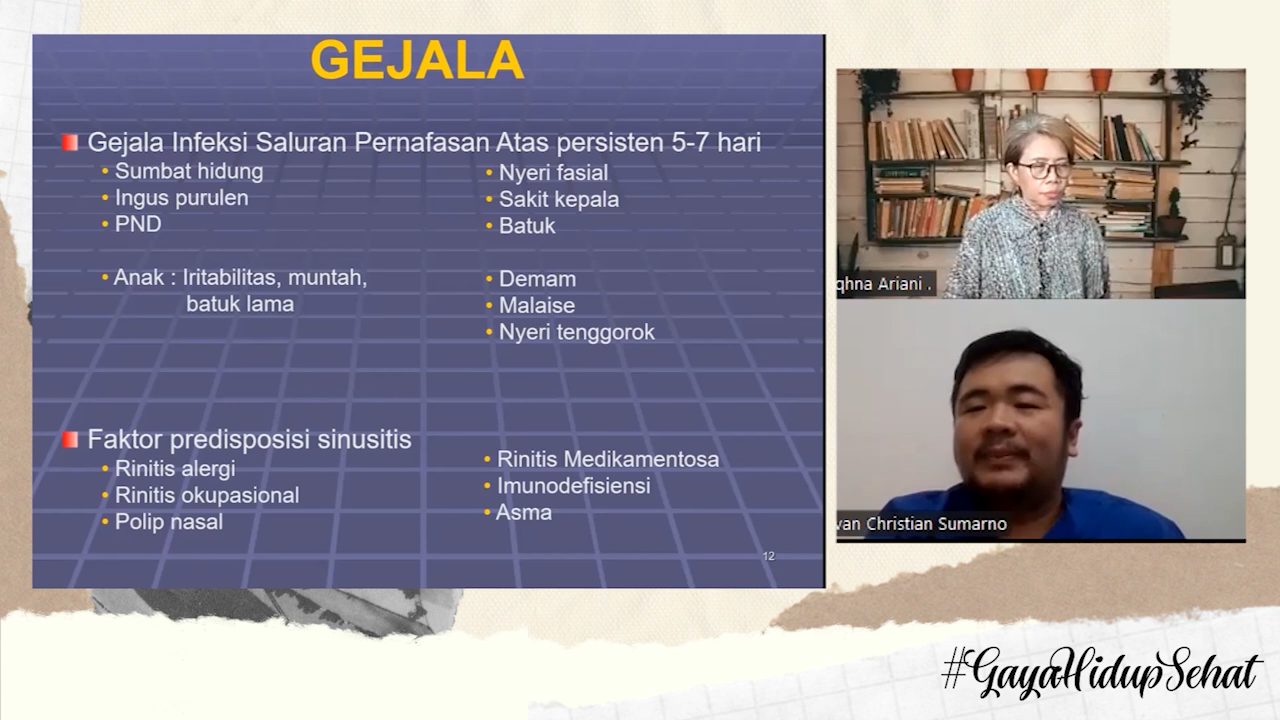 GEJALA
Gejala Infeksi Saluran Pernafasan Atas persisten 5-7 hari
• Sumbat hidung
• Ingus purulen
• PND
• Anak : Iritabilitas, muntah,
batuk lama
• Nyeri fasial
• Sakit kepala
• Batuk
• Demam
• Malaise
• Nyeri tenggorok
Faktor predisposisi sinusitis
• Rinitis alergi
• Rinitis okupasional
• Polip nasal
• Rinitis Medikamentosa
• Imunodefisiensi
• Asma
12
qhna Ariani .
van Christian Sumarno
#GayaHidupSehat